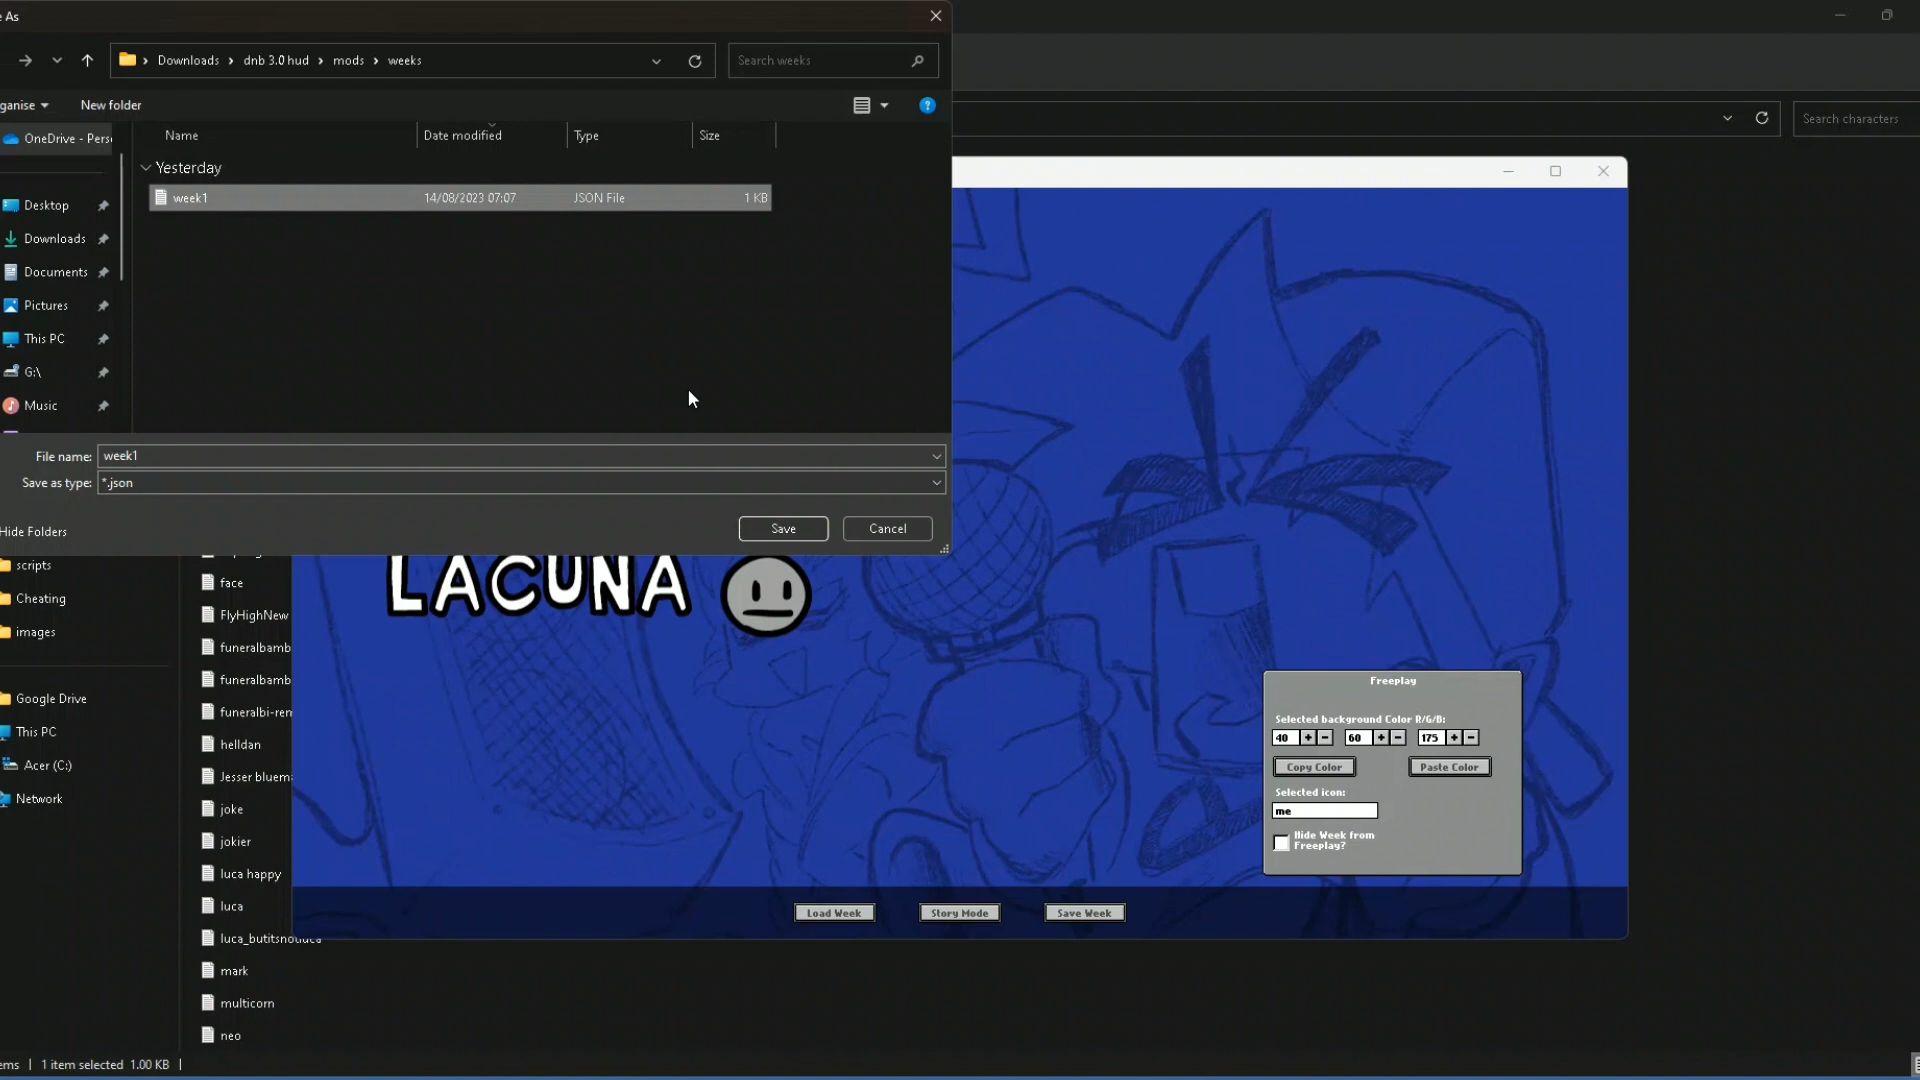 As
Downloads > dnb 3.0 hud > mods > weeks
Search weeks
ganise
New folder
Search characters
Name
Date modified
Type
Size
OneDrive - Pers
Yesterday
week1
14/08/2023 07:07
JSON File
1 KB
Desktop
Downloads
Documents
Pictures
This PC
G:\
Music
File name:
week1
Save as type:
*.json
Hide Folders
Save
Cancel
LACUNA
scripts
Cheating
images
Google Drive
This PC
Acer (C:)
Network
face
FlyHighNew
funeralbamb
funeralbamb
funeralbi-rem
helldan
Jesser bluem
joke
jokier
luca happy
luca
luca_butitsnotluca
mark
multicorn
neo
Freeplay
Selected background Color R/G/B:
40 + - 60 + - 175 + -
Copy Color
Paste Color
Selected icon:
me
Hide Week from
Freeplay?
Load Week
Story Mode
Save Week
ems
1 item selected 1.00 KB